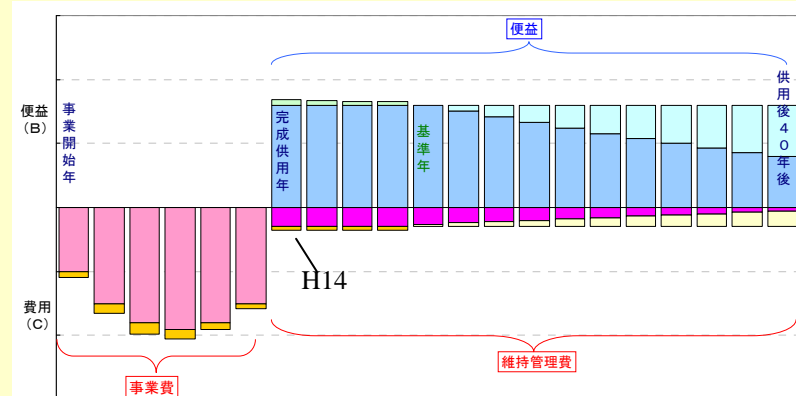 便益
便益
（B）
事業開始年
完成供用年
基準年
供用後４０年後
H14
費用
（C）
維持管理費
事業費